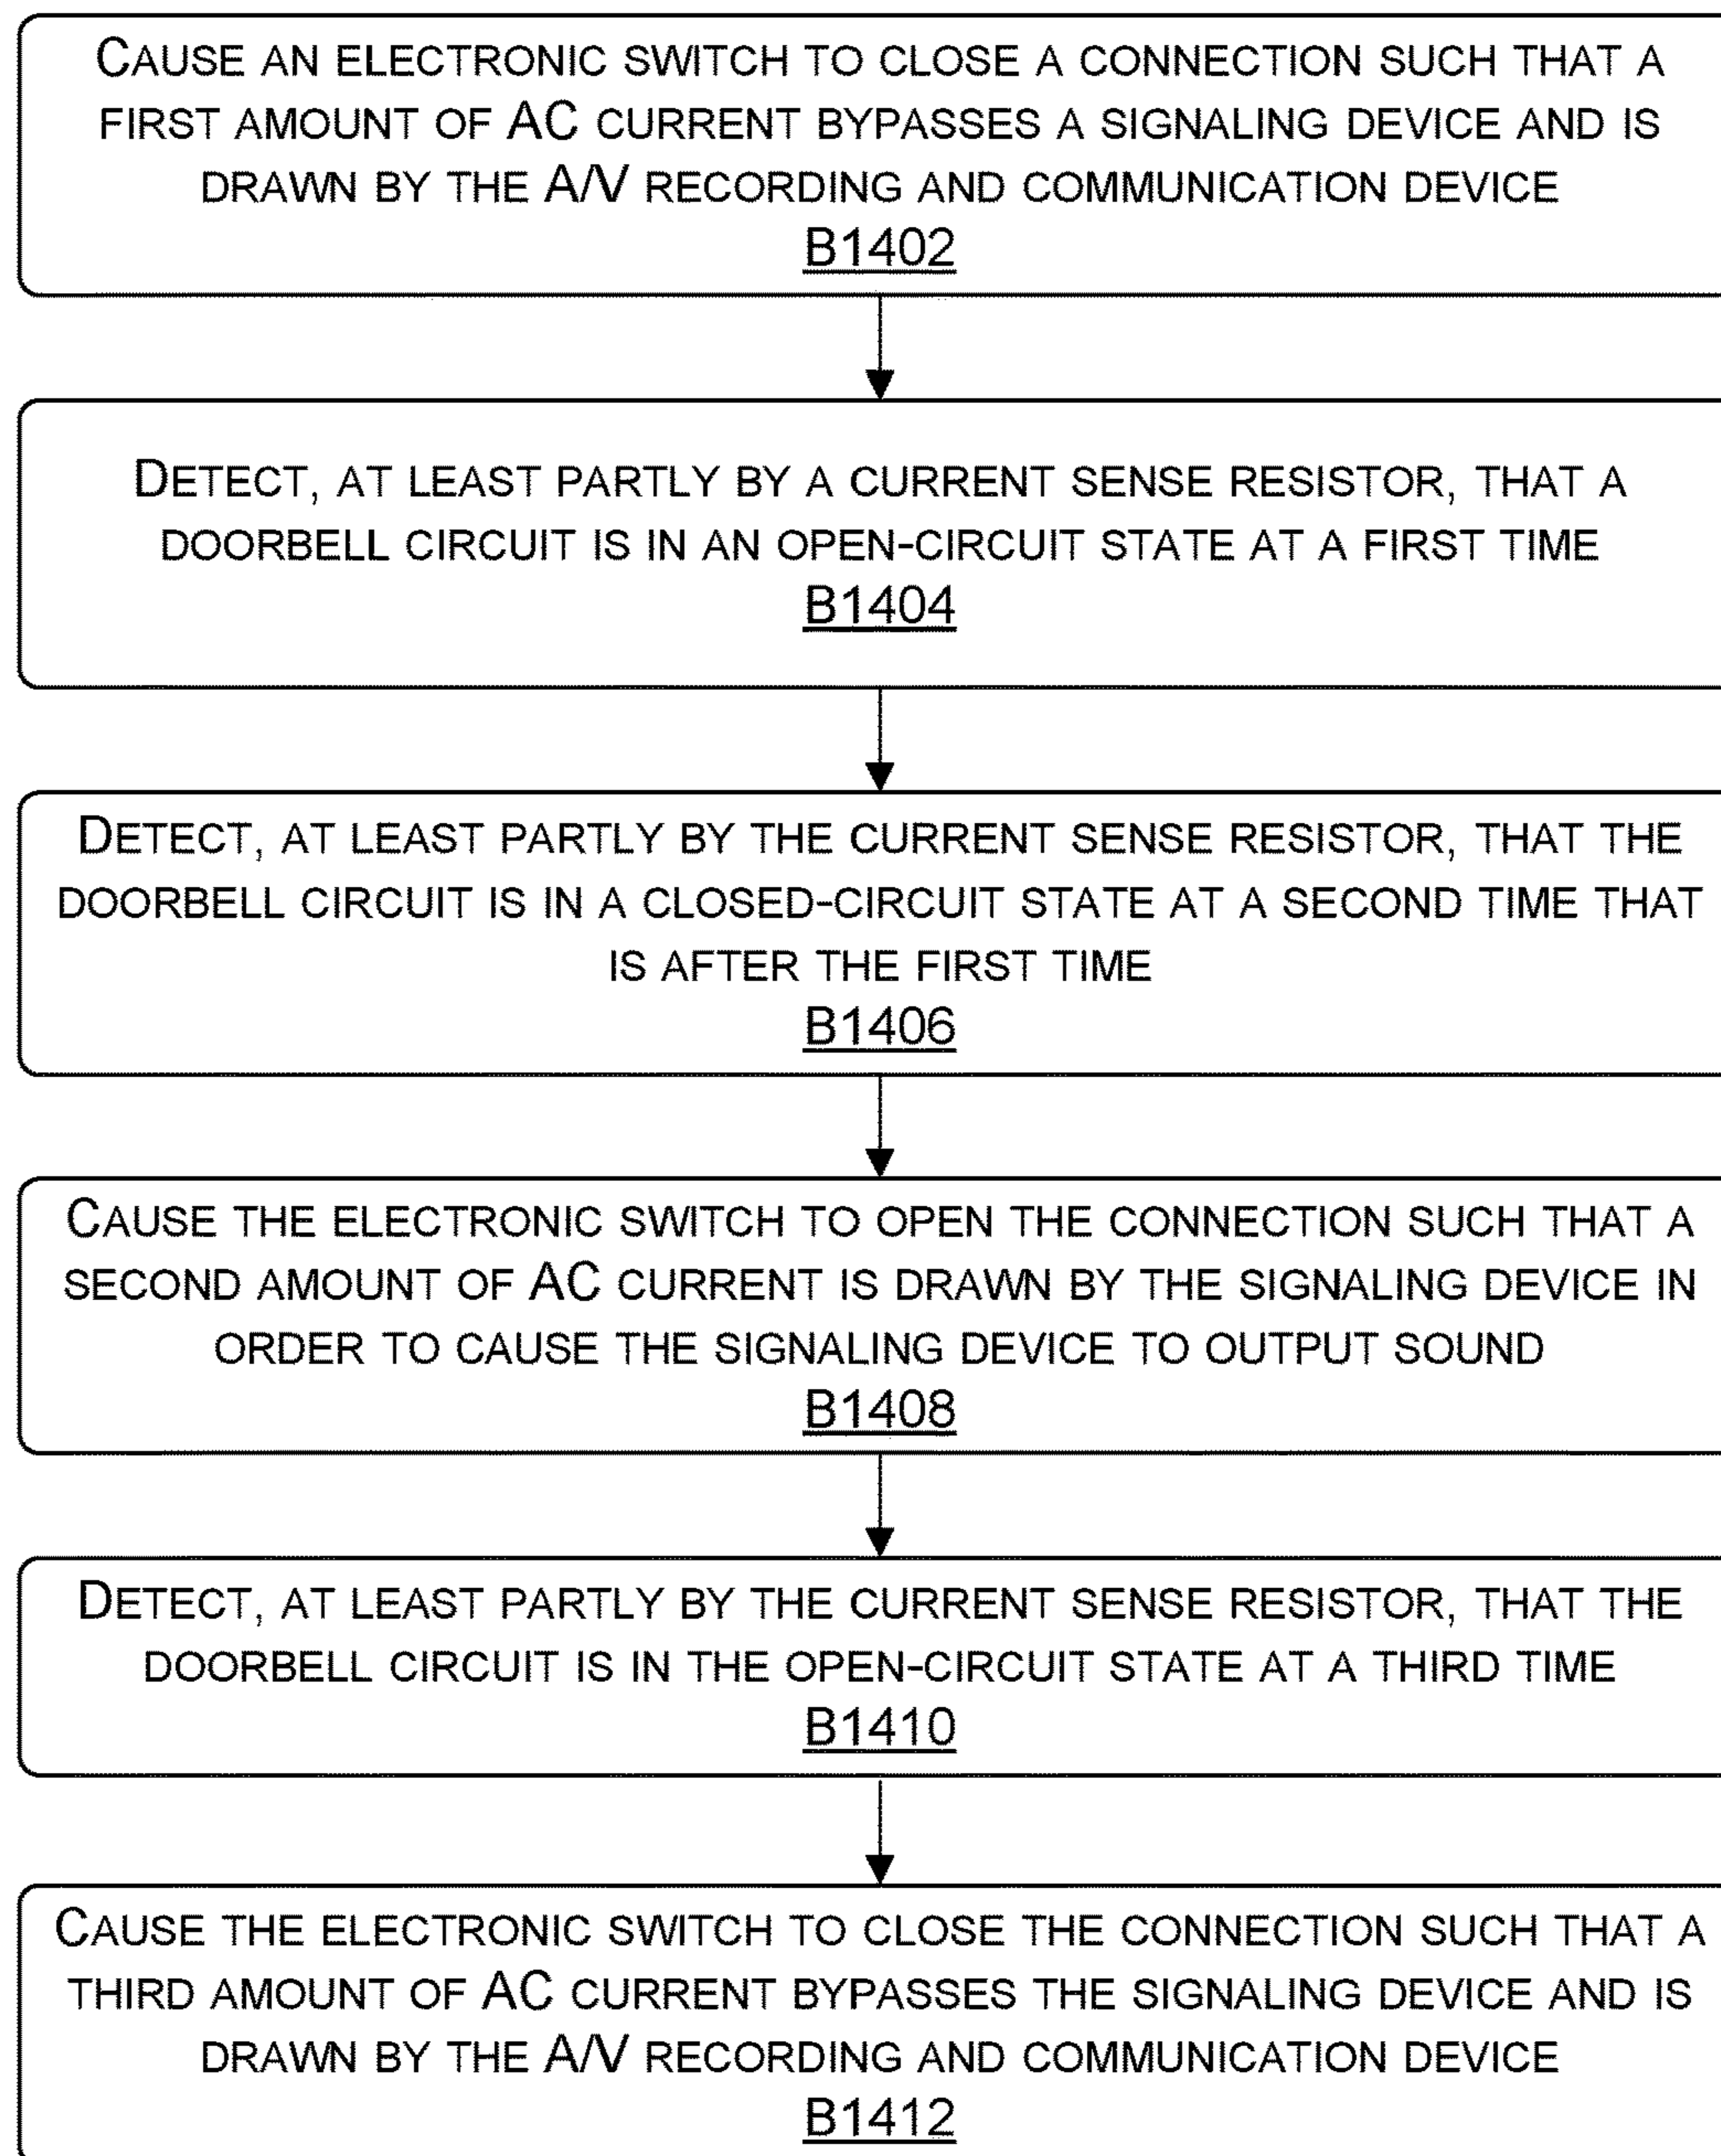 CAUSE AN ELECTRONIC SWITCH TO CLOSE A CONNECTION SUCH THAT A
FIRST AMOUNT OF AC CURRENT BYPASSES A SIGNALING DEVICE AND IS
DRAWN BY THE A/V RECORDING AND COMMUNICATION DEVICE
B1402
DETECT, AT LEAST PARTLY BY A CURRENT SENSE RESISTOR, THAT A
DOORBELL CIRCUIT IS IN AN OPEN-CIRCUIT STATE AT A FIRST TIME
B1404
DETECT, AT LEAST PARTLY BY THE CURRENT SENSE RESISTOR, THAT THE
DOORBELL CIRCUIT IS IN A CLOSED-CIRCUIT STATE AT A SECOND TIME THAT
IS AFTER THE FIRST TIME
B1406
CAUSE THE ELECTRONIC SWITCH TO OPEN THE CONNECTION SUCH THAT A
SECOND AMOUNT OF AC CURRENT IS DRAWN BY THE SIGNALING DEVICE IN
ORDER TO CAUSE THE SIGNALING DEVICE TO OUTPUT SOUND
B1408
DETECT, AT LEAST PARTLY BY THE CURRENT SENSE RESISTOR, THAT THE
DOORBELL CIRCUIT IS IN THE OPEN-CIRCUIT STATE AT A THIRD TIME
B1410
CAUSE THE ELECTRONIC SWITCH TO CLOSE THE CONNECTION SUCH THAT A
THIRD AMOUNT OF AC CURRENT BYPASSES THE SIGNALING DEVICE AND IS
DRAWN BY THE A/V RECORDING AND COMMUNICATION DEVICE
B1412